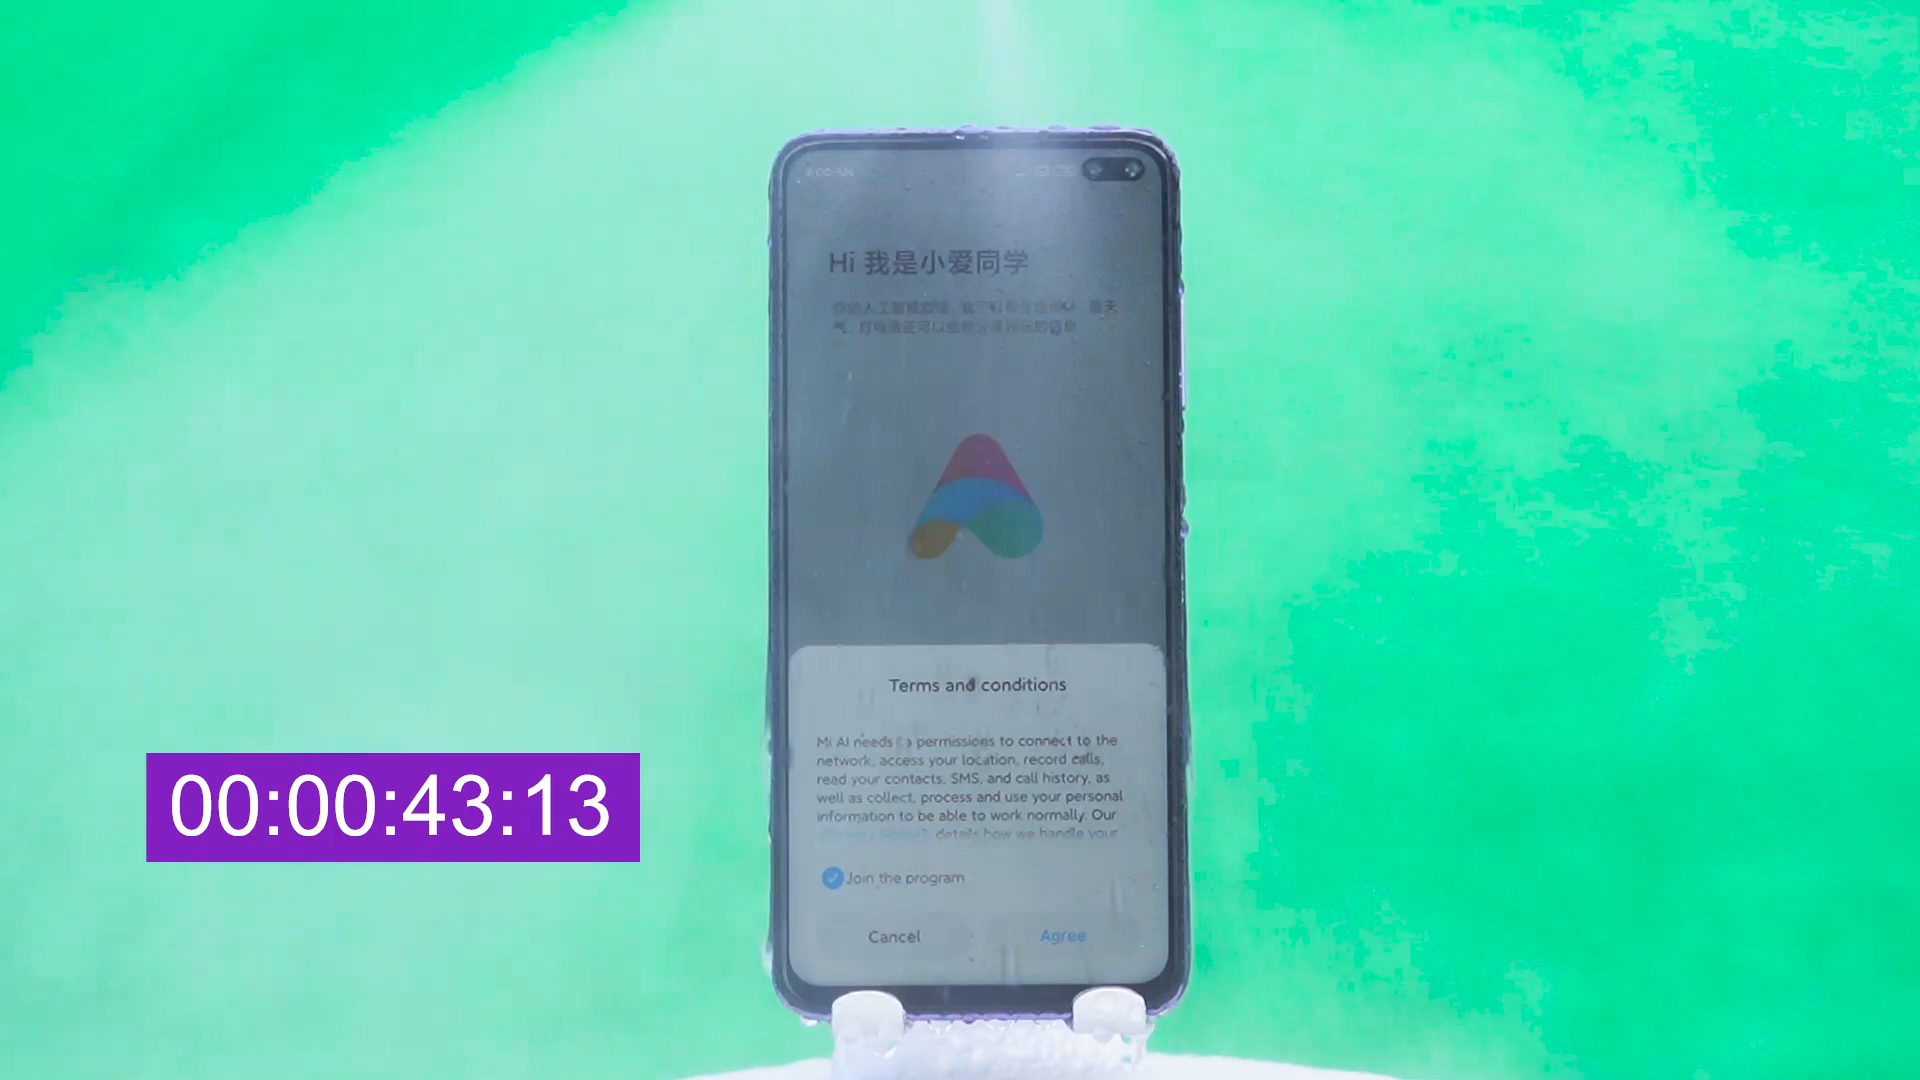 Hi 我是小爱同学
Terms and conditions
Mi AI needs permissions to connect to the
network, access your location, record calls,
read your contacts, SMS, and call history, as
well as collect, process and use your personal
information to be able to work normally. Our
details how we handle your
Join the program
Cancel
Agree
00:00:43:13